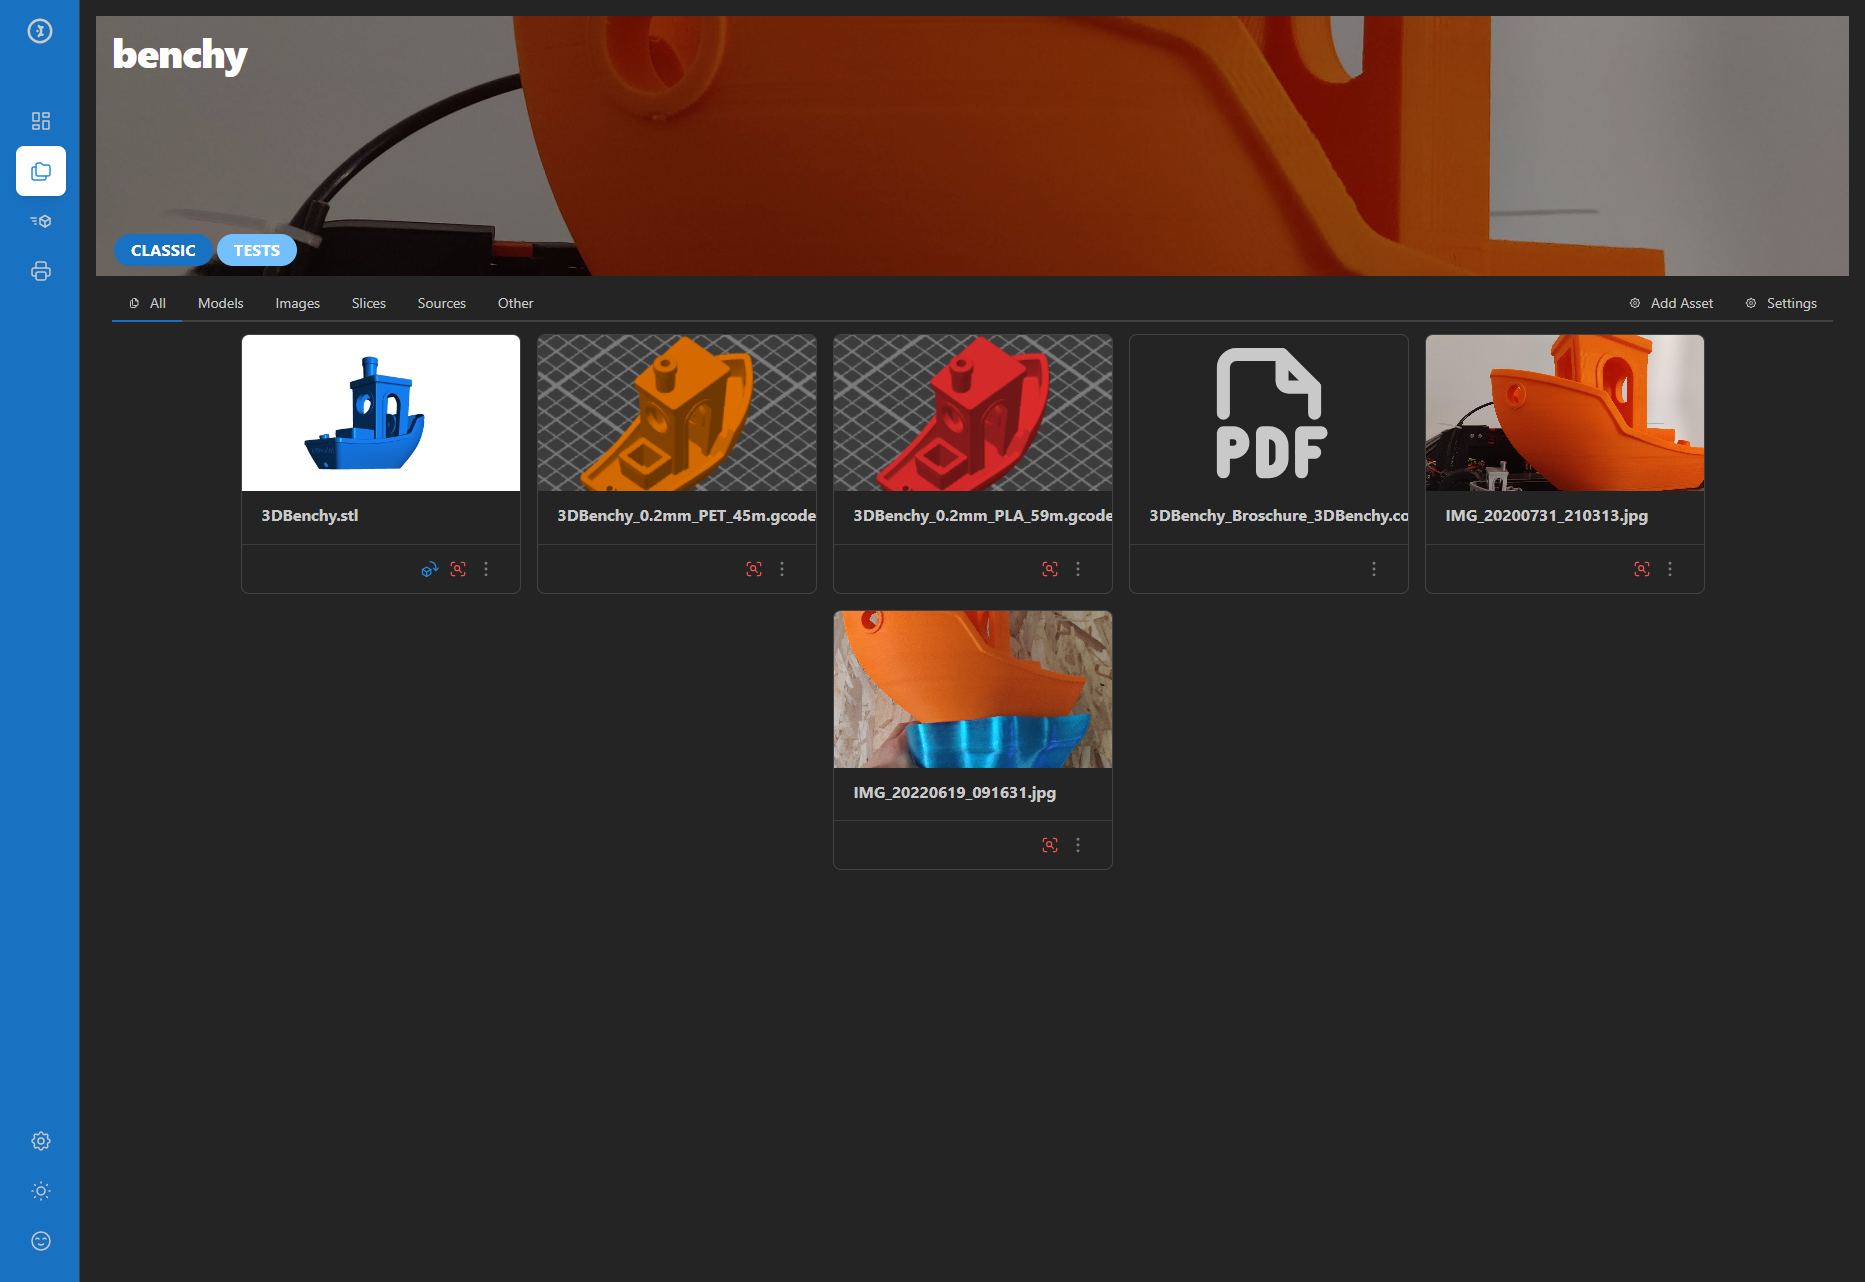 benchy
CLASSIC TESTS
All Models Images Slices Sources Other Add Asset Settings
3DBenchy.stl
3DBenchy_0.2mm_PET_45m.gcode
3DBenchy_0.2mm_PLA_59m.gcode
PDF
3DBenchy_Broschure_3DBenchy.co
IMG_20200731_210313.jpg
IMG_20220619_091631.jpg